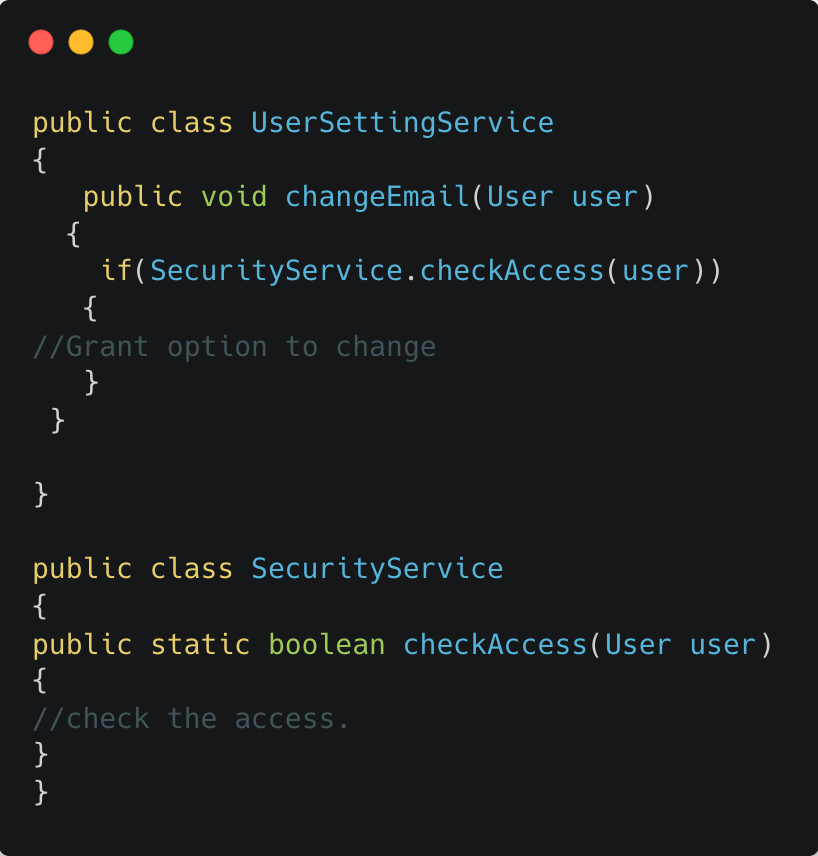 public class UserSettingService
{
   public void changeEmail(User user)
  {
    if(SecurityService.checkAccess(user))
   {
//Grant option to change
   }
 }
}
public class SecurityService
{
public static boolean checkAccess(User user)
{
//check the access.
}
}